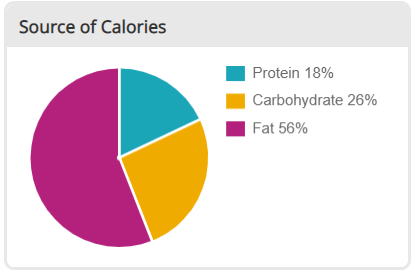 Source of Calories
Protein 18%
Carbohydrate 26%
Fat 56%